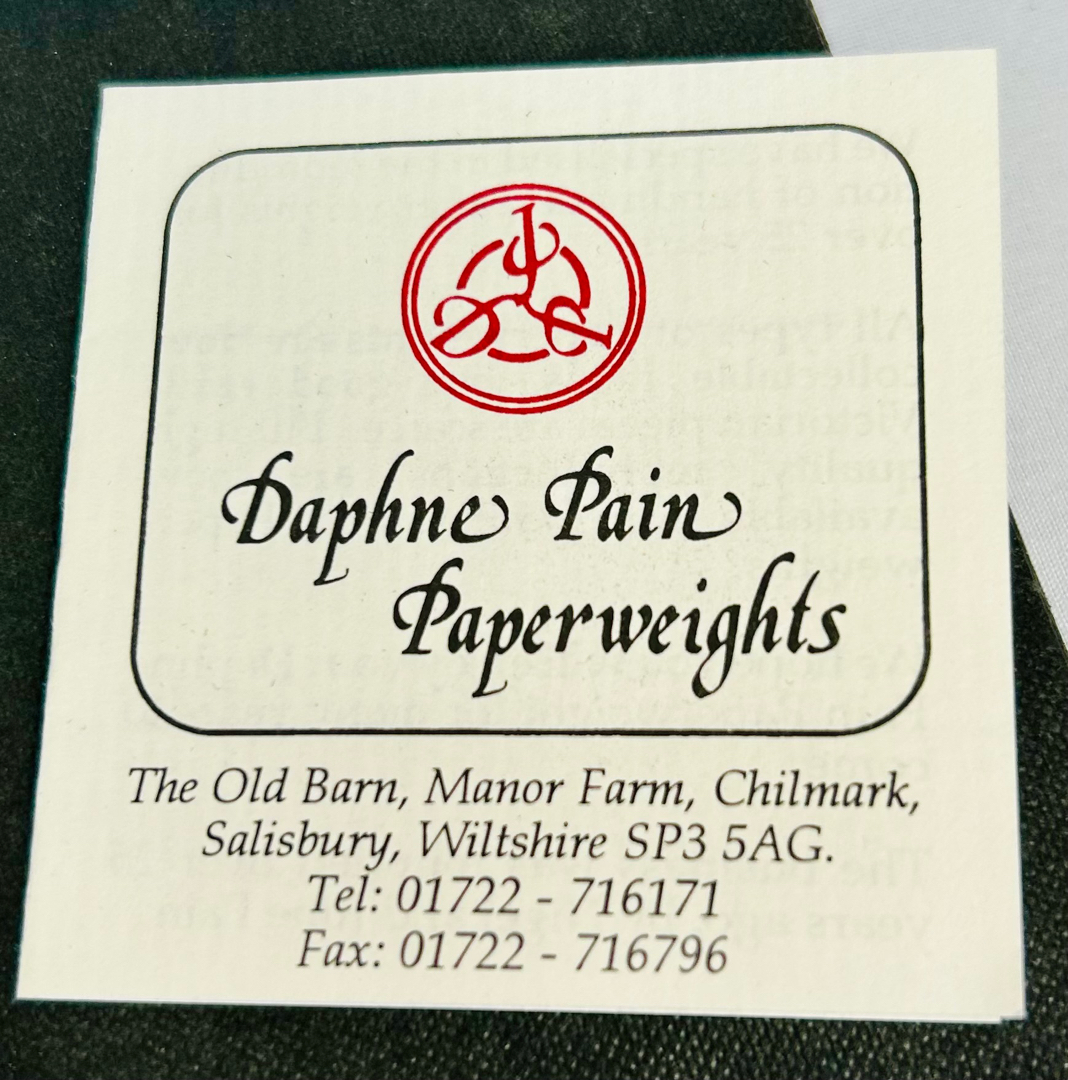 Daphne Pain
Paperweights
The Old Barn, Manor Farm, Chilmark,
Salisbury, Wiltshire SP3 5AG.
Tel: 01722 - 716171
Fax: 01722 - 716796